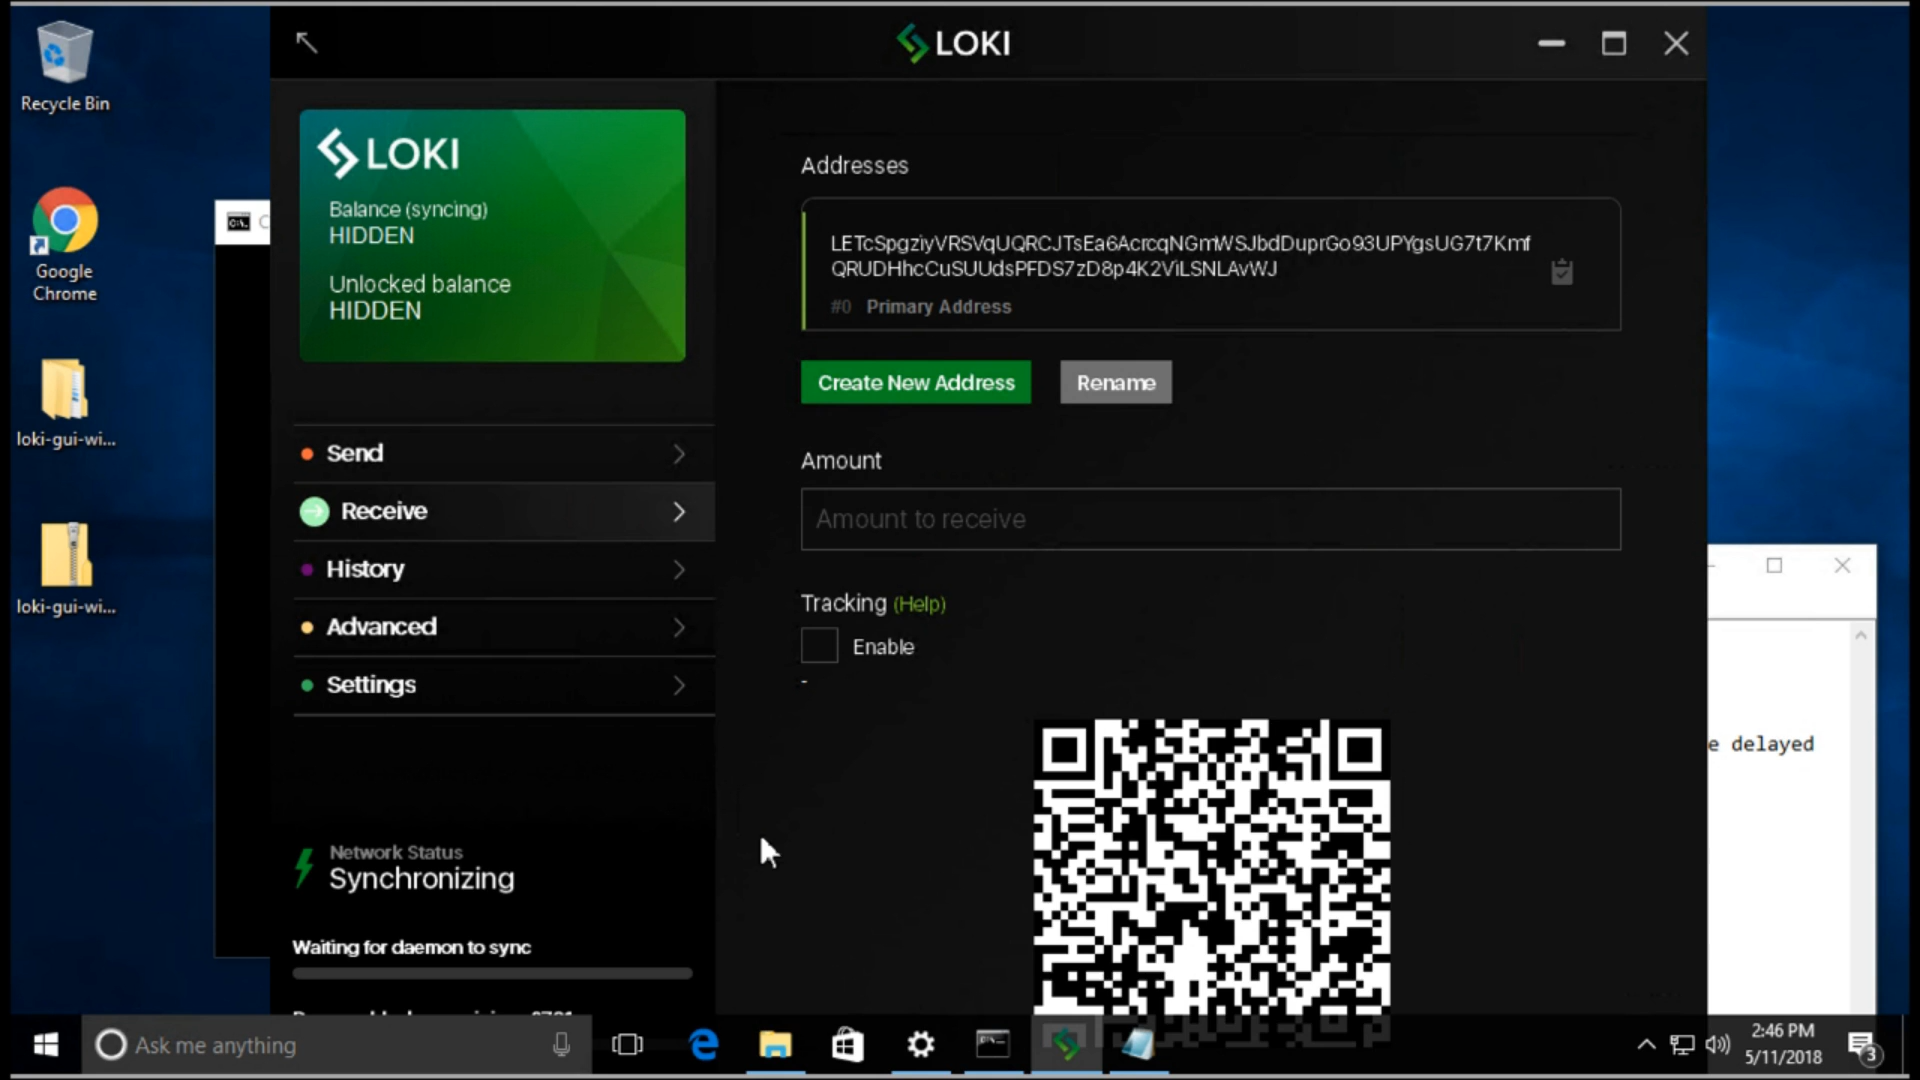 Recycle Bin
Google
Chrome
loki-gui-wi...
loki-gui-wi...
LOKI
LOKI
Balance (syncing)
HIDDEN
Unlocked balance
HIDDEN
Send
Receive
History
Advanced
Settings
Network Status
Synchronizing
Waiting for daemon to sync
Addresses
LETcSpgziyVRSVqUQRCJTsEa6AcrcqNGmWSJbdDuprGo93UPYgsUG7t7Kmf
QRUDHhcCuSUUdsPFDS7zD8p4K2ViLSNLAvWJ
#0 Primary Address
Create New Address
Rename
Amount
Amount to receive
Tracking (Help)
Enable
-
e delayed
Ask me anything
2:46 PM
5/11/2018
3